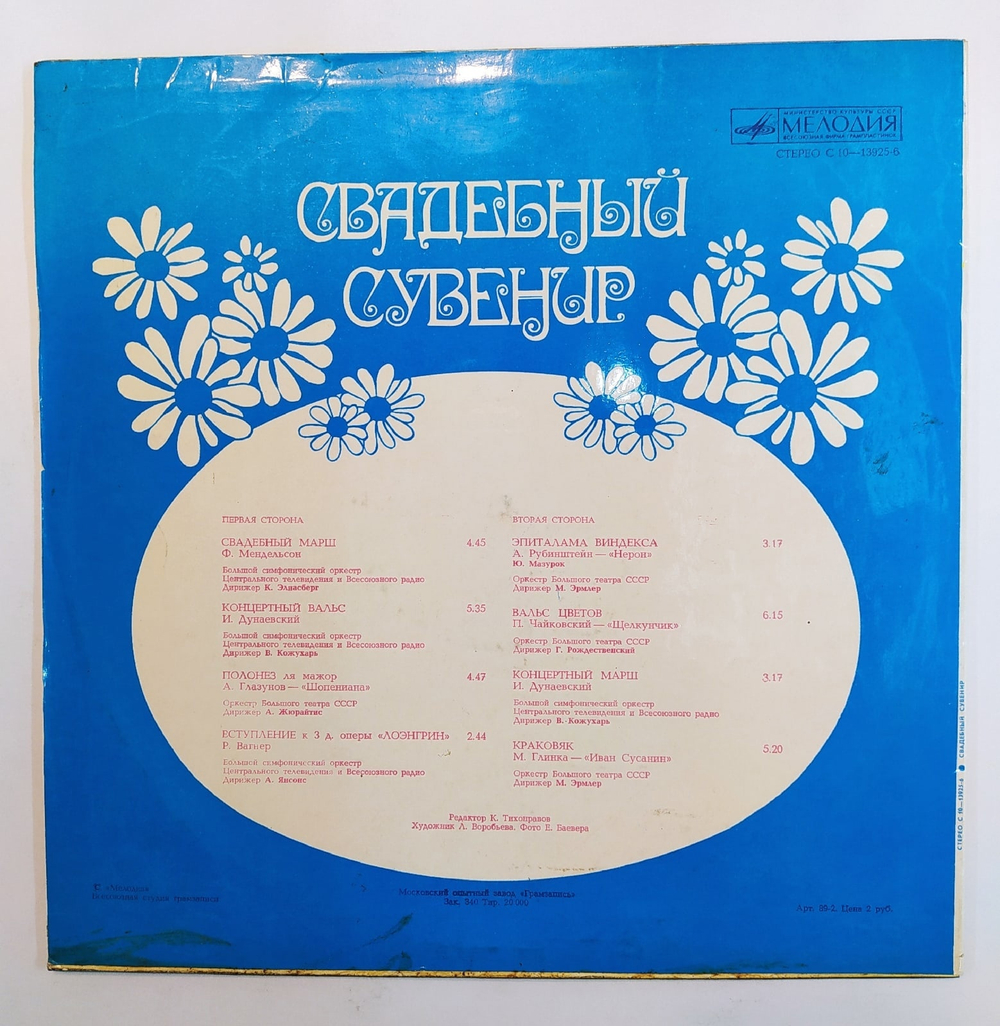 МИНИСТЕРСТВО КУЛЬТУРЫ СССР
МЕЛОДИЯ
ВСЕСОЮЗНАЯ ФИРМА ГРАМПЛАСТИНОК
СТЕРЕО С 10—13925-6
СВАДЕБНЫЙ
СУВЕНИР
ПЕРВАЯ СТОРОНА
СВАДЕБНЫЙ МАРШ 4.45
Ф. Мендельсон
Большой симфонический оркестр
Центрального телевидения и Всесоюзного радио
Дирижер К. Элиасберг
КОНЦЕРТНЫЙ ВАЛЬС 5.35
И. Дунаевский
Большой симфонический оркестр
Центрального телевидения и Всесоюзного радио
Дирижер В. Кожухарь
ПОЛОНЕЗ ля мажор 4.47
А. Глазунов — «Шопениана»
Оркестр Большого театра СССР
Дирижер А. Жюрайтис
ВСТУПЛЕНИЕ к 3 д. оперы «ЛОЭНГРИН» 2.44
Р. Вагнер
Большой симфонический оркестр
Центрального телевидения и Всесоюзного радио
Дирижер А. Янсонс
ВТОРАЯ СТОРОНА
ЭПИТАЛАМА ВИНДЕКСА 3.17
А. Рубинштейн — «Нерон»
Ю. Мазурок
Оркестр Большого театра СССР
Дирижер М. Эрмлер
ВАЛЬС ЦВЕТОВ 6.15
П. Чайковский — «Щелкунчик»
Оркестр Большого театра СССР
Дирижер Г. Рождественский
КОНЦЕРТНЫЙ МАРШ 3.17
И. Дунаевский
Большой симфонический оркестр
Центрального телевидения и Всесоюзного радио
Дирижер В. Кожухарь
КРАКОВЯК 5.20
М. Глинка — «Иван Сусанин»
Оркестр Большого театра СССР
Дирижер М. Эрмлер
Редактор К. Тихонравов
Художник Л. Воробьева. Фото Е. Баевера
«Мелодия»
Всесоюзная студия грамзаписи
Московский опытный завод «Грамзапись»
Зак. 340 Тир. 20 000
Арт. 89-2. Цена 2 руб.
СТЕРЕО С 10—13925-6 СВАДЕБНЫЙ СУВЕНИР